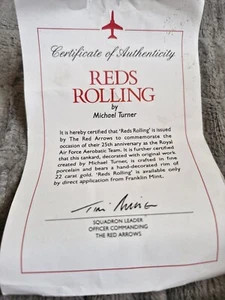 Certificate of Authenticity
REDS
ROLLING
by
Michael Turner
It is hereby certified that 'Reds Rolling' is issued
by The Red Arrows to commemorate the
occasion of their 25th anniversary as the Royal
Air Force Aerobatic Team. It is further certified
that this tankard, decorated with original work
created by Michael Turner, is crafted in fine
porcelain and bears a hand-decorated rim of
22 carat gold. 'Reds Rolling' is available only
by direct application from Franklin Mint.
SQUADRON LEADER
OFFICER COMMANDING
THE RED ARROWS